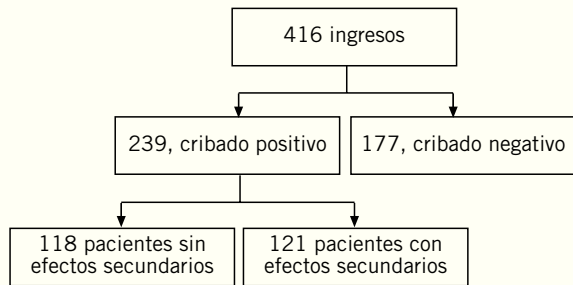 416 ingresos
239, cribado positivo
177, cribado negativo
118 pacientes sin
efectos secundarios
121 pacientes con
efectos secundarios